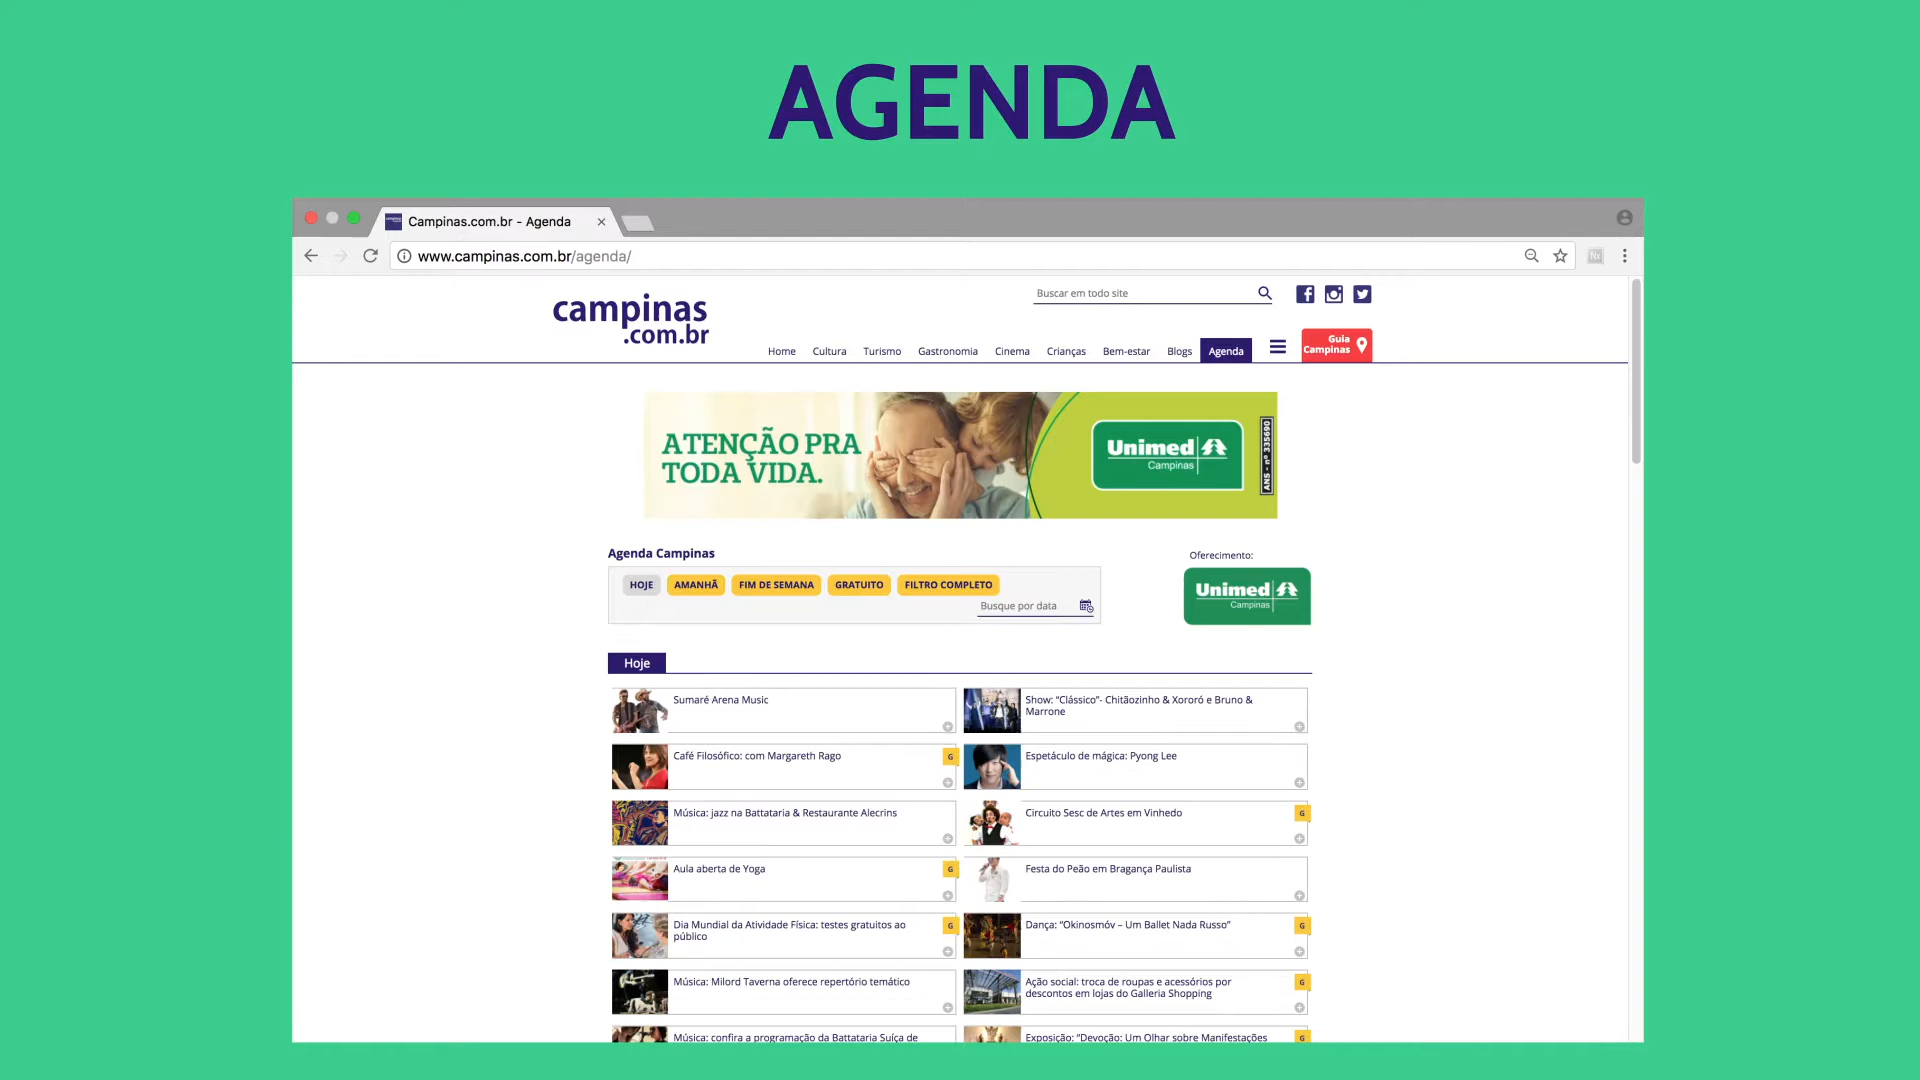 AGENDA
Campinas.com.br - Agenda
www.campinas.com.br/agenda/
campinas
.com.br
Buscar em todo site
Home Cultura Turismo Gastronomia Cinema Crianças Bem-estar Blogs Agenda
Guia
Campinas
ATENÇÃO PRA
TODA VIDA.
Unimed
Campinas
ANS - nº 335690
Agenda Campinas
Oferecimento:
HOJE AMANHÃ FIM DE SEMANA GRATUITO FILTRO COMPLETO
Busque por data
Unimed
Campinas
Hoje
Sumaré Arena Music
Show: “Clássico”- Chitãozinho & Xororó e Bruno &
Marrone
Café Filosófico: com Margareth Rago
G
Espetáculo de mágica: Pyong Lee
Música: jazz na Battataria & Restaurante Alecrins
Circuito Sesc de Artes em Vinhedo
G
Aula aberta de Yoga
G
Festa do Peão em Bragança Paulista
Dia Mundial da Atividade Física: testes gratuitos ao
público
G
Dança: “Okinosmóv – Um Ballet Nada Russo”
G
Música: Milord Taverna oferece repertório temático
Ação social: troca de roupas e acessórios por
descontos em lojas do Galleria Shopping
G
Música: confira a programação da Battataria Suíça de
Exposição: “Devoção: Um Olhar sobre Manifestações
G